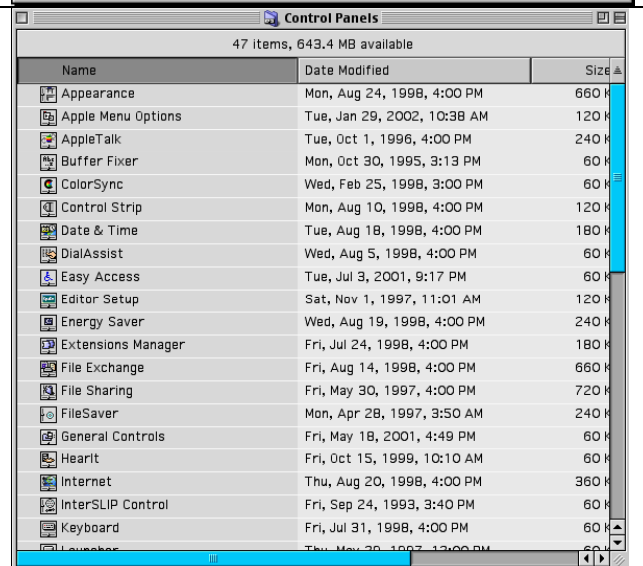 Control Panels
47 items, 643.4 MB available
Name Date Modified Size
Appearance Mon, Aug 24, 1998, 4:00 PM 660 K
Apple Menu Options Tue, Jan 29, 2002, 10:38 AM 120 K
AppleTalk Tue, Oct 1, 1996, 4:00 PM 240 K
Buffer Fixer Mon, Oct 30, 1995, 3:13 PM 60 K
ColorSync Wed, Feb 25, 1998, 3:00 PM 60 K
Control Strip Mon, Aug 10, 1998, 4:00 PM 120 K
Date & Time Tue, Aug 18, 1998, 4:00 PM 180 K
DialAssist Wed, Aug 5, 1998, 4:00 PM 60 K
Easy Access Tue, Jul 3, 2001, 9:17 PM 60 K
Editor Setup Sat, Nov 1, 1997, 11:01 AM 120 K
Energy Saver Wed, Aug 19, 1998, 4:00 PM 240 K
Extensions Manager Fri, Jul 24, 1998, 4:00 PM 180 K
File Exchange Fri, Aug 14, 1998, 4:00 PM 660 K
File Sharing Fri, May 30, 1997, 4:00 PM 720 K
FileSaver Mon, Apr 28, 1997, 3:50 AM 240 K
General Controls Fri, May 18, 2001, 4:49 PM 60 K
HearIt Fri, Oct 15, 1999, 10:10 AM 60 K
Internet Thu, Aug 20, 1998, 4:00 PM 360 K
InterSLIP Control Fri, Sep 24, 1993, 3:40 PM 60 K
Keyboard Fri, Jul 31, 1998, 4:00 PM 60 K
Launcher Thu, May 29, 1997, 12:00 PM 60 K